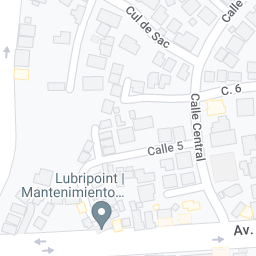 Cul de Sac
Calle
C. 6
Calle Central
Calle 5
Lubripoint |
Mantenimiento...
Av.